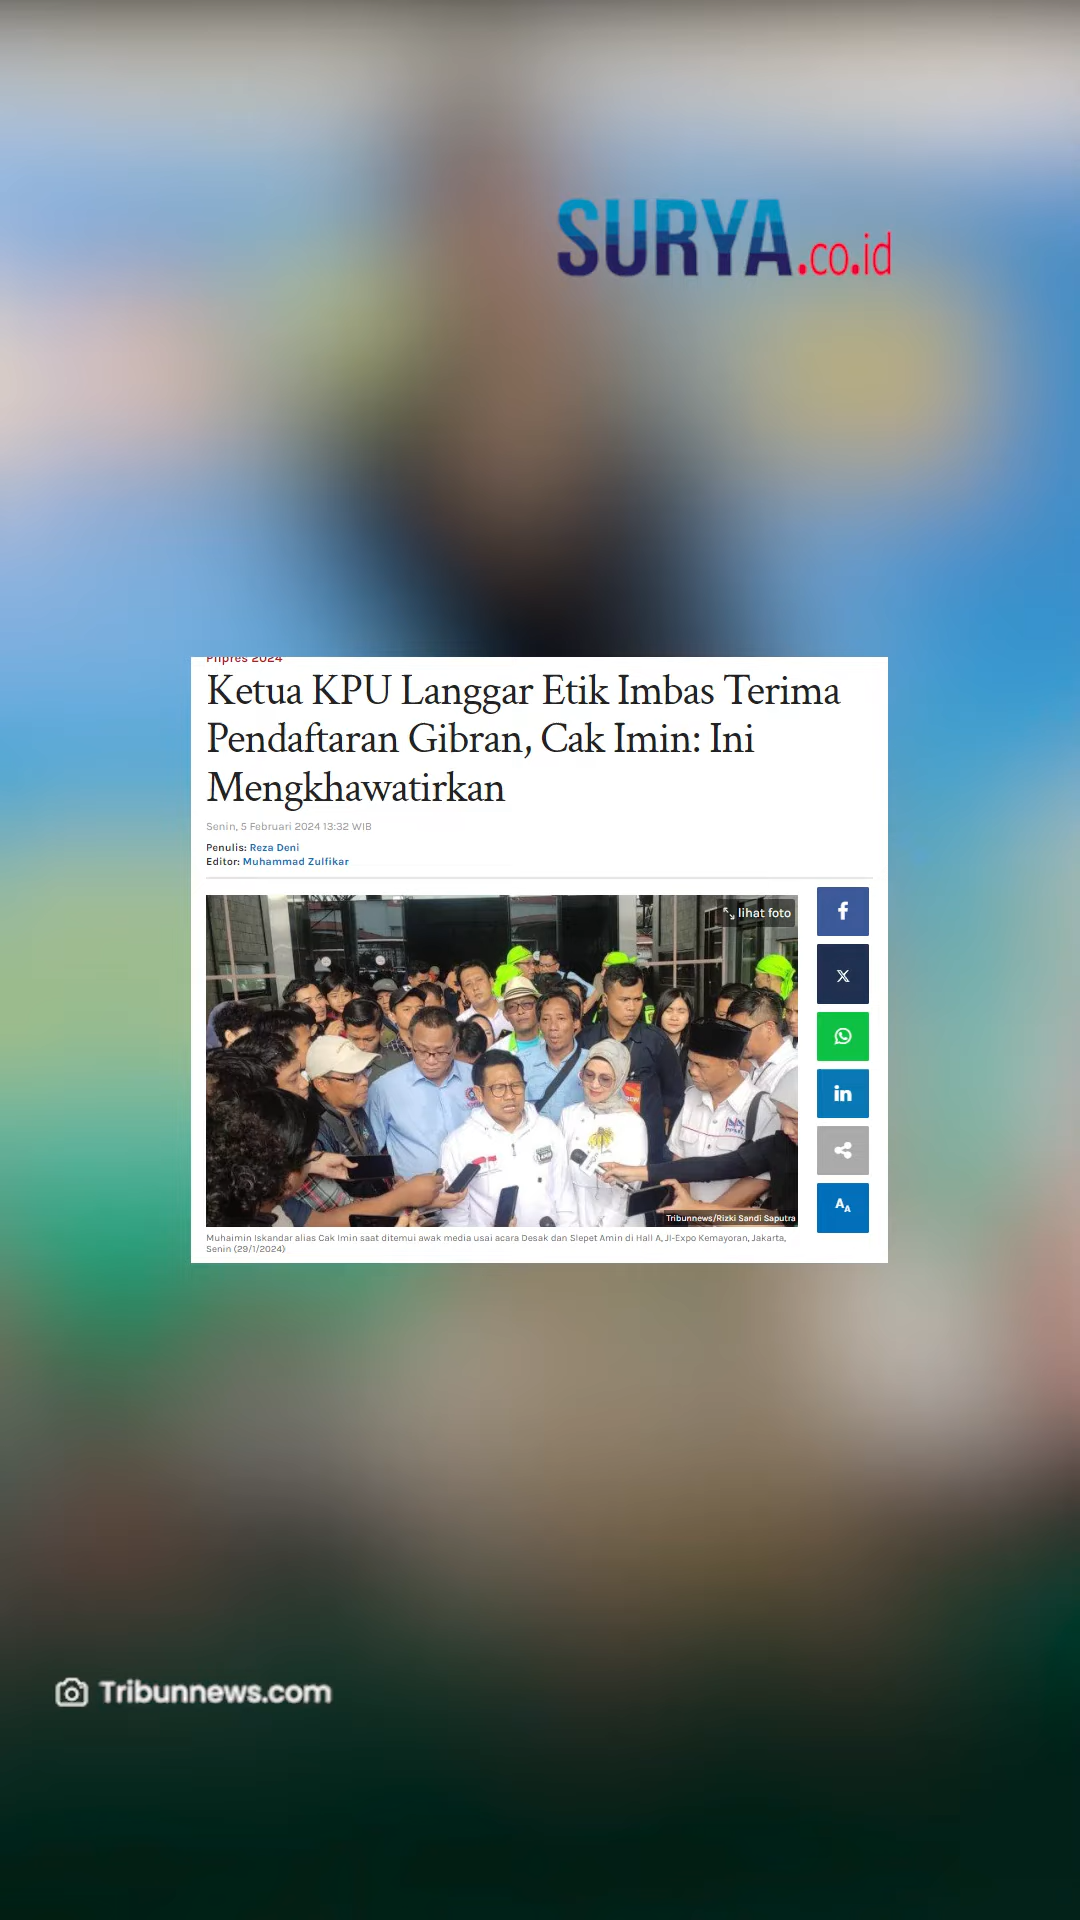 SURYA.co.id
Pilpres 2024
Ketua KPU Langgar Etik Imbas Terima
Pendaftaran Gibran, Cak Imin: Ini
Mengkhawatirkan
Senin, 5 Februari 2024 13:32 WIB
Penulis: Reza Deni
Editor: Muhammad Zulfikar
lihat foto
Tribunnews/Rizki Sandi Saputra
Muhaimin Iskandar alias Cak Imin saat ditemui awak media usai acara Desak dan Slepet Amin di Hall A, JI-Expo Kemayoran, Jakarta,
Senin (29/1/2024)
Tribunnews.com